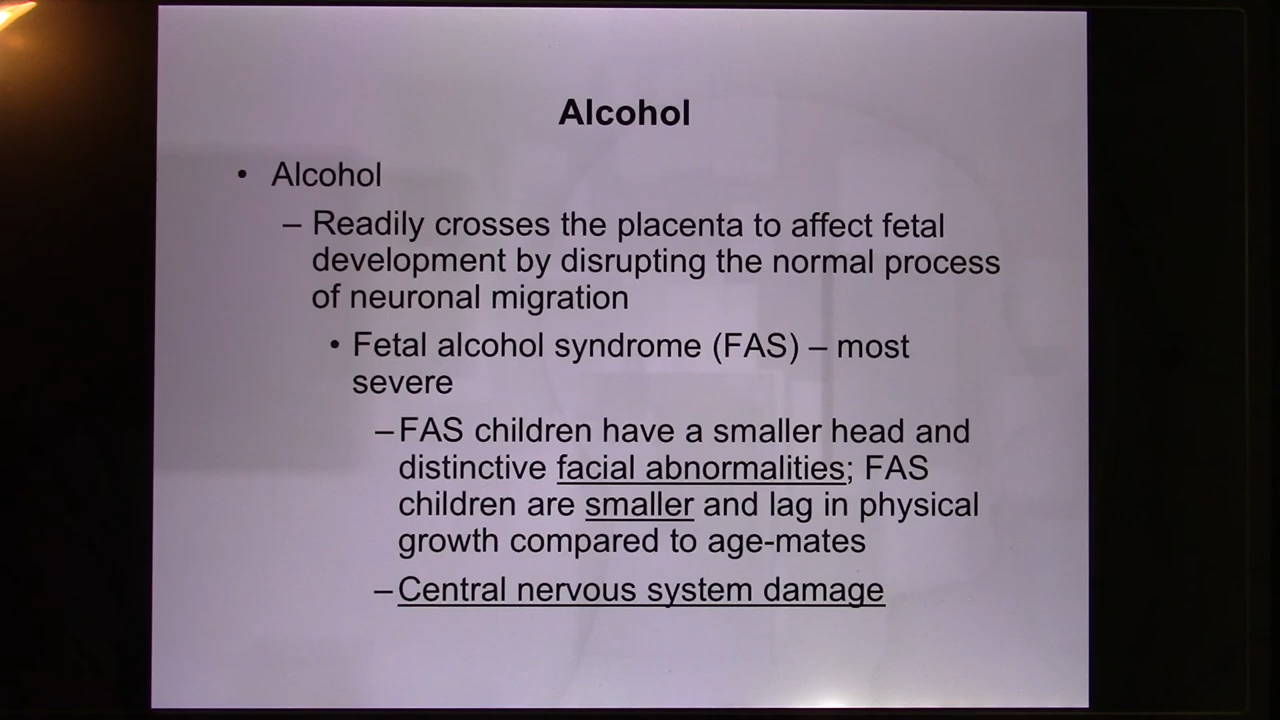 Alcohol
• Alcohol
– Readily crosses the placenta to affect fetal
development by disrupting the normal process
of neuronal migration
• Fetal alcohol syndrome (FAS) – most
severe
– FAS children have a smaller head and
distinctive facial abnormalities; FAS
children are smaller and lag in physical
growth compared to age-mates
– Central nervous system damage